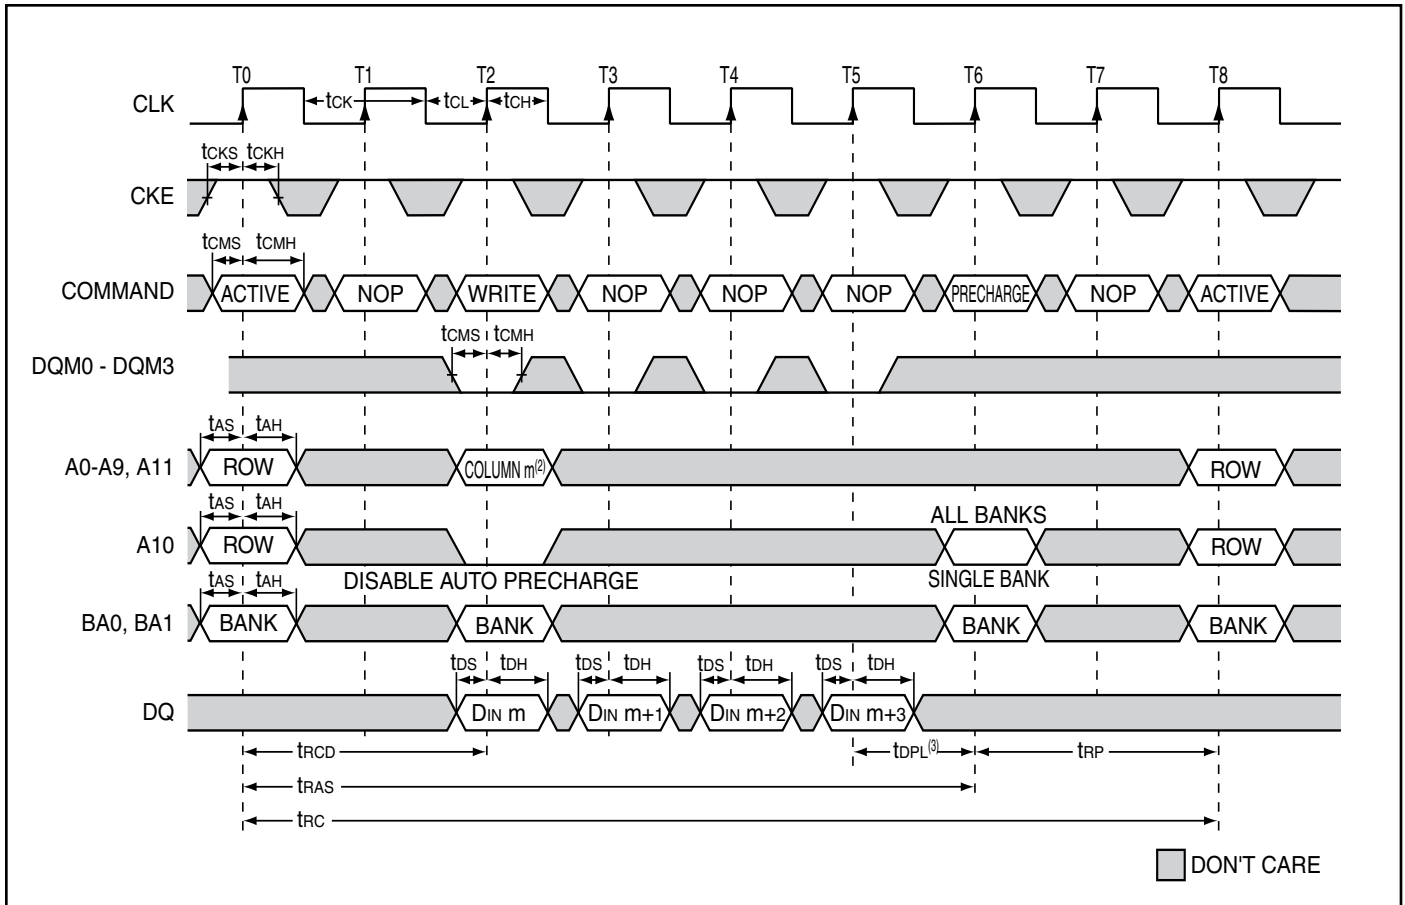 T0 T1 T2 T3 T4 T5 T6 T7 T8
CLK tCK tCL tCH
tCKS tCKH
CKE
tCMS tCMH
COMMAND ACTIVE NOP WRITE NOP NOP NOP PRECHARGE NOP ACTIVE
tCMS tCMH
DQM0 - DQM3
tAS tAH
A0-A9, A11 ROW COLUMN m(2) ROW
tAS tAH ALL BANKS
A10 ROW ROW
DISABLE AUTO PRECHARGE SINGLE BANK
tAS tAH
BA0, BA1 BANK BANK BANK BANK
tDS tDH tDS tDH tDS tDH tDS tDH
DQ DIN m DIN m+1 DIN m+2 DIN m+3
tRCD tDPL(3) tRP
tRAS
tRC
DON'T CARE